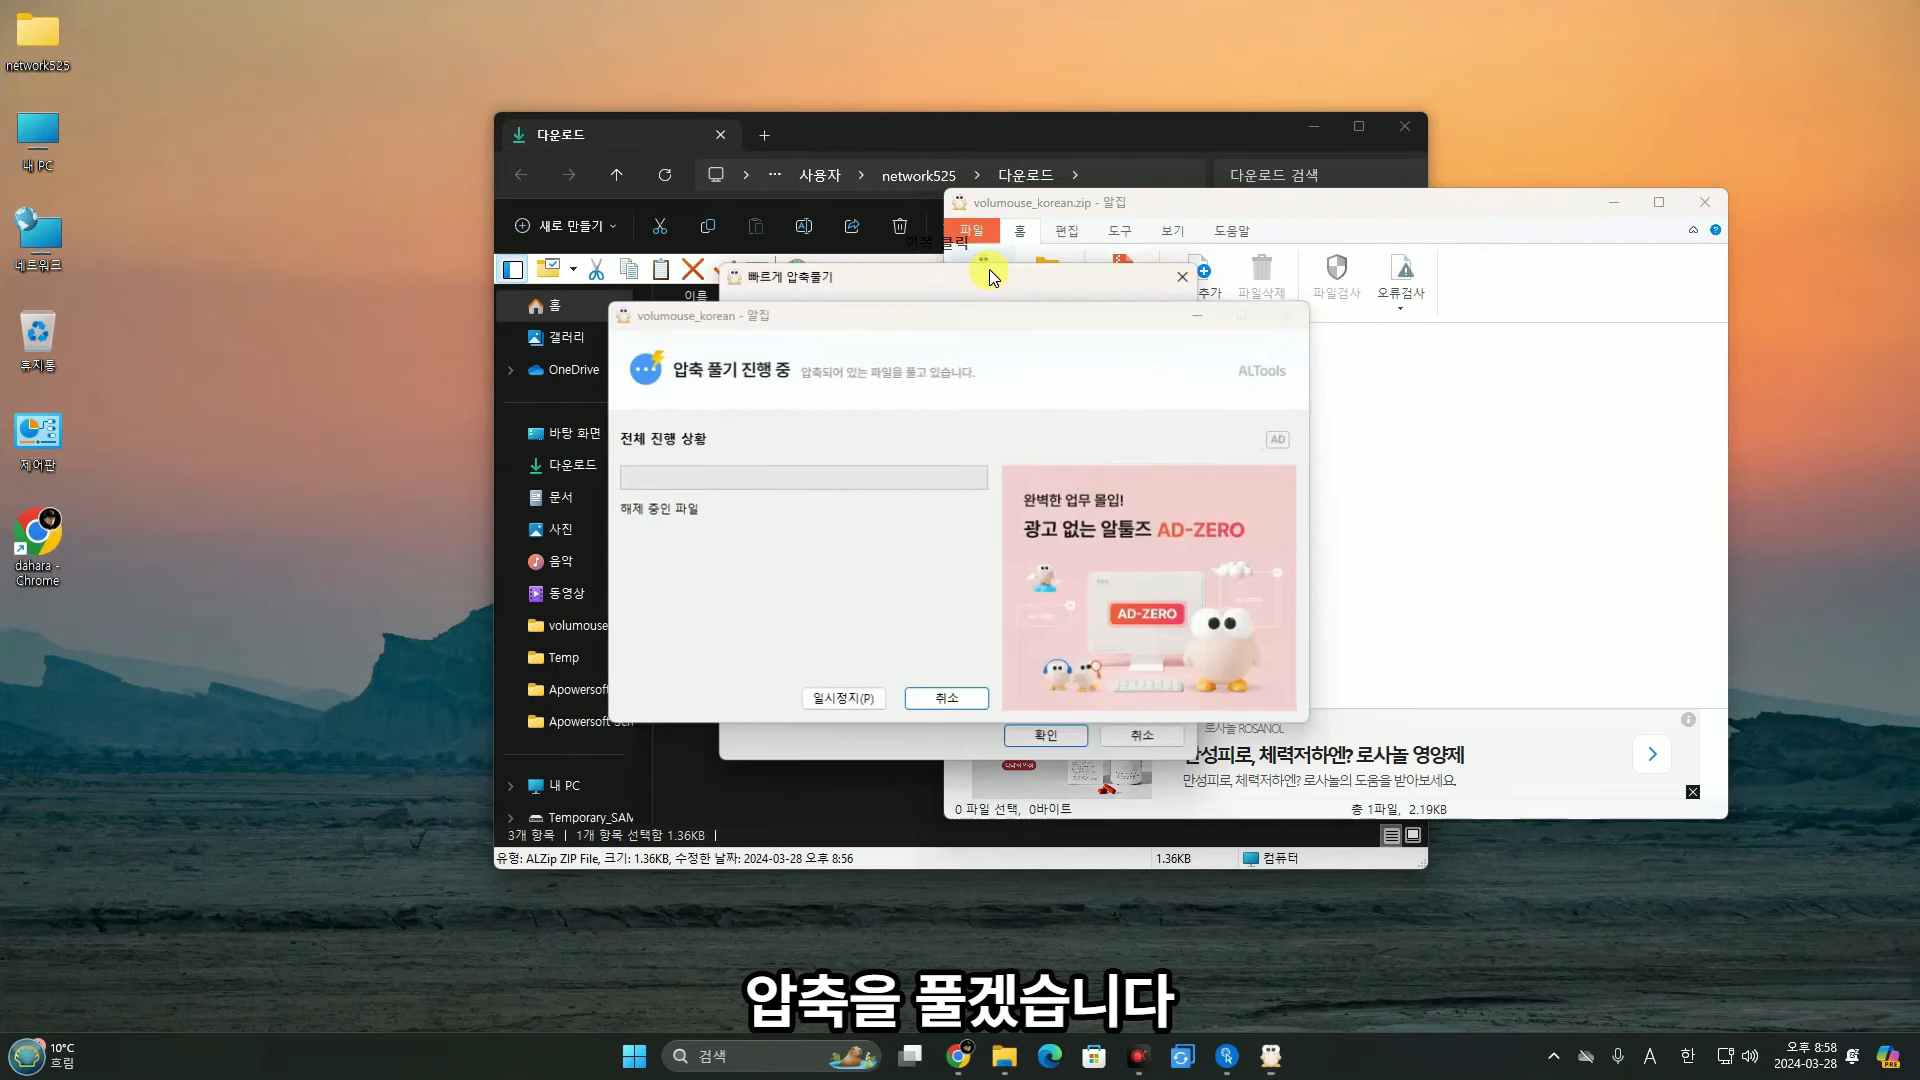 network525
내 PC
네트워크
휴지통
제어판
dahara -
Chrome
다운로드
사용자
network525
다운로드
다운로드 검색
새로 만들기
이름
홈
갤러리
OneDrive
바탕 화면
다운로드
문서
사진
음악
동영상
volumouse
Temp
Apowersoft
Apowersoft
내 PC
Temporary_SAM
3개 항목
1개 항목 선택함 1.36KB
유형: ALZip ZIP File, 크기: 1.36KB, 수정한 날짜: 2024-03-28 오후 8:56
1.36KB
컴퓨터
volumouse_korean.zip - 알집
파일
홈
편집
도구
보기
도움말
왼쪽 클릭
추가
파일삭제
파일검사
오류검사
빠르게 압축풀기
확인
취소
volumouse_korean - 알집
압축 풀기 진행 중
압축되어 있는 파일을 풀고 있습니다.
ALTools
전체 진행 상황
AD
해제 중인 파일
완벽한 업무 몰입!
광고 없는 알툴즈 AD-ZERO
AD-ZERO
일시정지(P)
취소
로사놀 ROSANOL
만성피로, 체력저하엔? 로사놀 영양제
만성피로, 체력저하엔? 로사놀의 도움을 받아보세요.
0 파일 선택, 0바이트
총 1파일, 2.19KB
압축을 풀겠습니다
10°C
흐림
검색
A
한
오후 8:58
2024-03-28
PRE